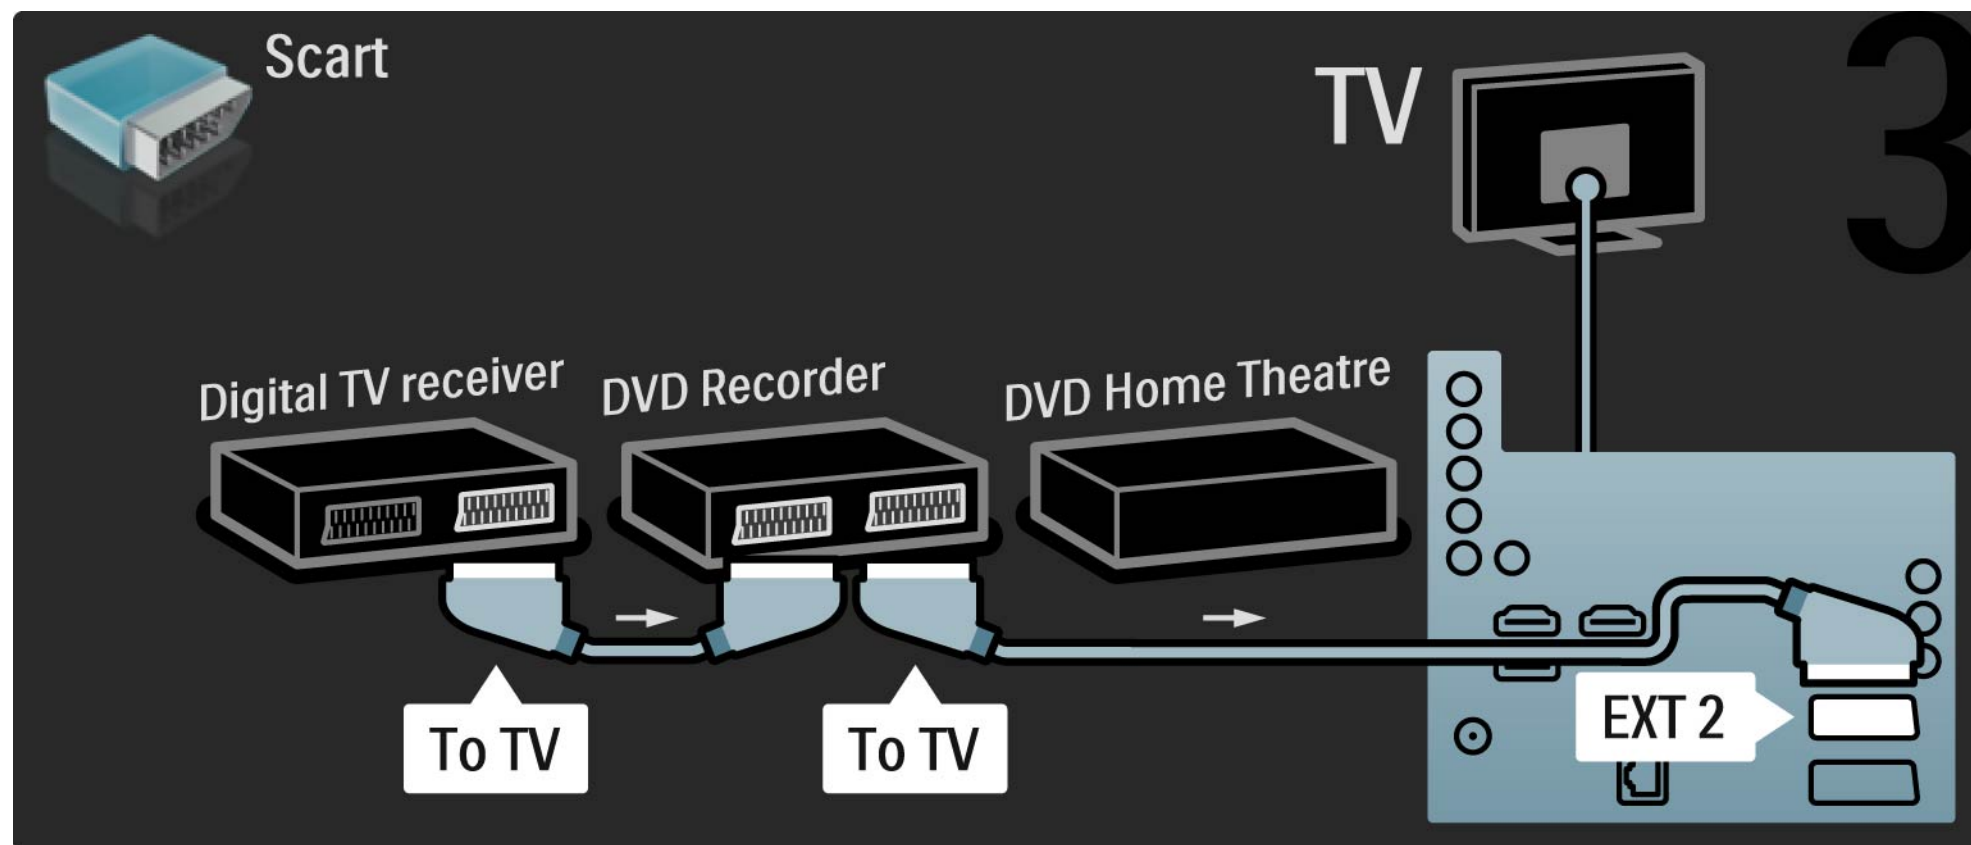 Scart
TV
3
Digital TV receiver
DVD Recorder
DVD Home Theatre
To TV
To TV
EXT 2